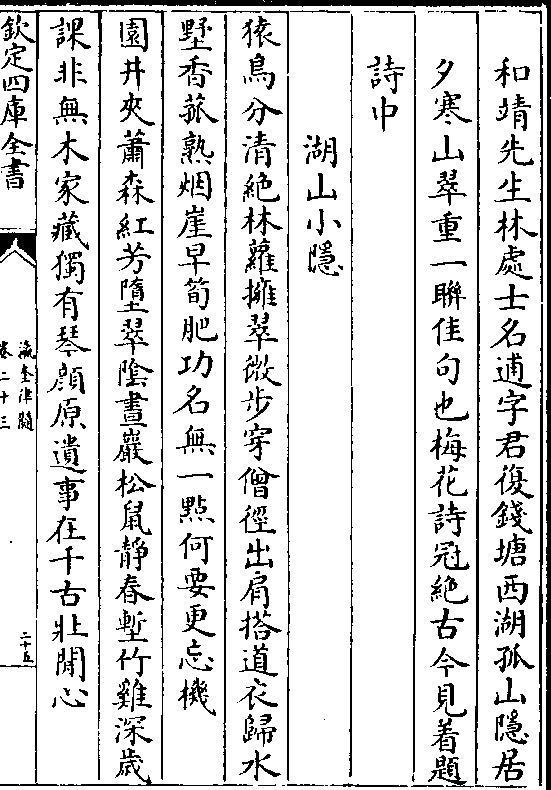 和靖先生林處士名逋字君復錢塘西湖孤山隱居
夕寒山翠重一聯佳句也梅花詩冠絕古今見着題
詩中
湖山小隱
猿鳥分清絶林蘿擁翠微步穿僧徑出肩搭道衣歸水
墅香菰熟烟崖早筍肥功名無一點何要更忘機
園井夾蕭森紅芳墮翠陰晝巖松鼠靜春塹竹雞深歲
課非無木家藏獨有琴顔原遺事在千古壯閒心
欽定四庫全書
瀛奎律髓
卷二十三
二十五